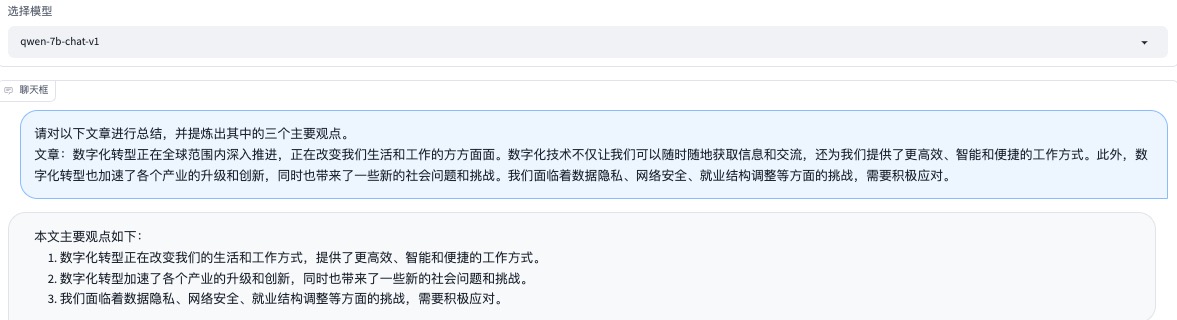 选择模型
qwen-7b-chat-v1
聊天框
请对以下文章进行总结，并提炼出其中的三个主要观点。
文章：数字化转型正在全球范围内深入推进，正在改变我们生活和工作的方方面面。数字化技术不仅让我们可以随时随地获取信息和交流，还为我们提供了更高效、智能和便捷的工作方式。此外，数
字化转型也加速了各个产业的升级和创新，同时也带来了一些新的社会问题和挑战。我们面临着数据隐私、网络安全、就业结构调整等方面的挑战，需要积极应对。
本文主要观点如下：
1. 数字化转型正在改变我们的生活和工作方式，提供了更高效、智能和便捷的工作方式。
2. 数字化转型加速了各个产业的升级和创新，同时也带来了一些新的社会问题和挑战。
3. 我们面临着数据隐私、网络安全、就业结构调整等方面的挑战，需要积极应对。